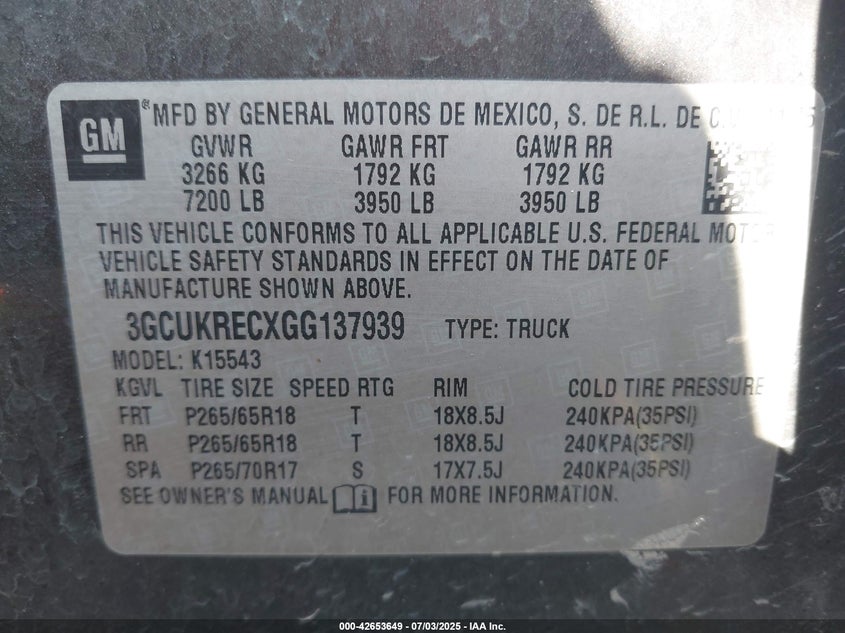 GM
® MFD BY GENERAL MOTORS DE MEXICO, S. DE R.L. DE
GVWR GAWR FRT GAWR RR
3266 KG 1792 KG 1792 KG
7200 LB 3950 LB 3950 LB
THIS VEHICLE CONFORMS TO ALL APPLICABLE U.S. FEDERAL MOTOR
VEHICLE SAFETY STANDARDS IN EFFECT ON THE DATE OF
MANUFACTURE SHOWN ABOVE.
3GCUKRECXGG137939 TYPE: TRUCK
MODEL: K15543
KGVL TIRE SIZE SPEED RTG RIM COLD TIRE PRESSURE
FRT P265/65R18 T 18X8.5J 240KPA(35PSI)
RR P265/65R18 T 18X8.5J 240KPA(35PSI)
SPA P265/70R17 S 17X7.5J 240KPA(35PSI)
SEE OWNER'S MANUAL FOR MORE INFORMATION.
000-42653649 - 07/03/2025 - IAA Inc.